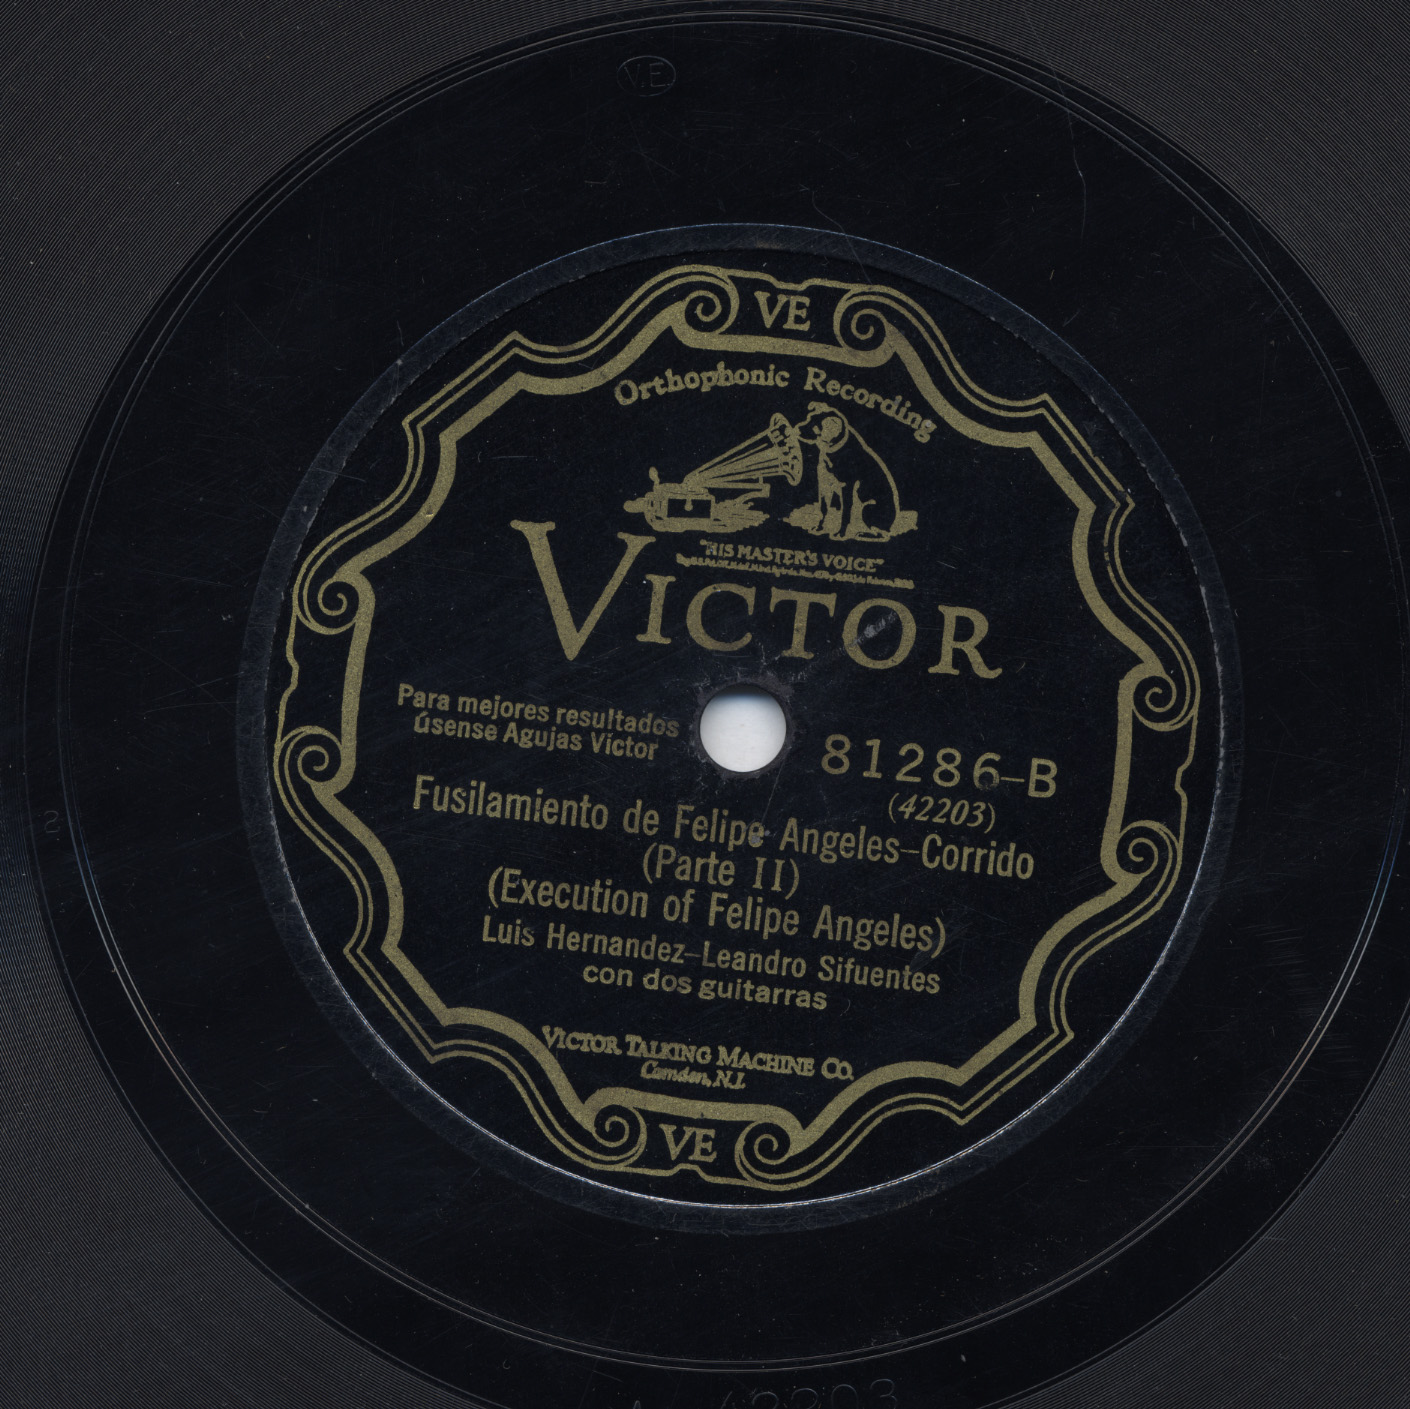 V.E.
VE
Orthophonic Recording
"HIS MASTER'S VOICE"
VICTOR
Para mejores resultados
úsense Agujas Victor
81286-B
(42203)
Fusilamiento de Felipe Angeles-Corrido
(Parte II)
(Execution of Felipe Angeles)
Luis Hernandez-Leandro Sifuentes
con dos guitarras
VICTOR TALKING MACHINE CO.
Camden, N.J.
VE
2
42203